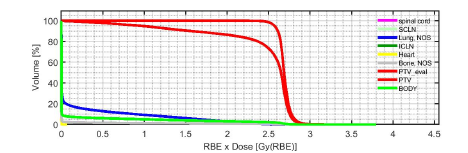 100
80
60
40
20
0
Volume [%]
0
0.5
1
1.5
2
2.5
3
3.5
4
4.5
RBE x Dose [Gy(RBE)]
spinal cord
SCLN
Lung, NOS
ICLN
Heart
Bone, NOS
PTV_eval
PTV
BODY